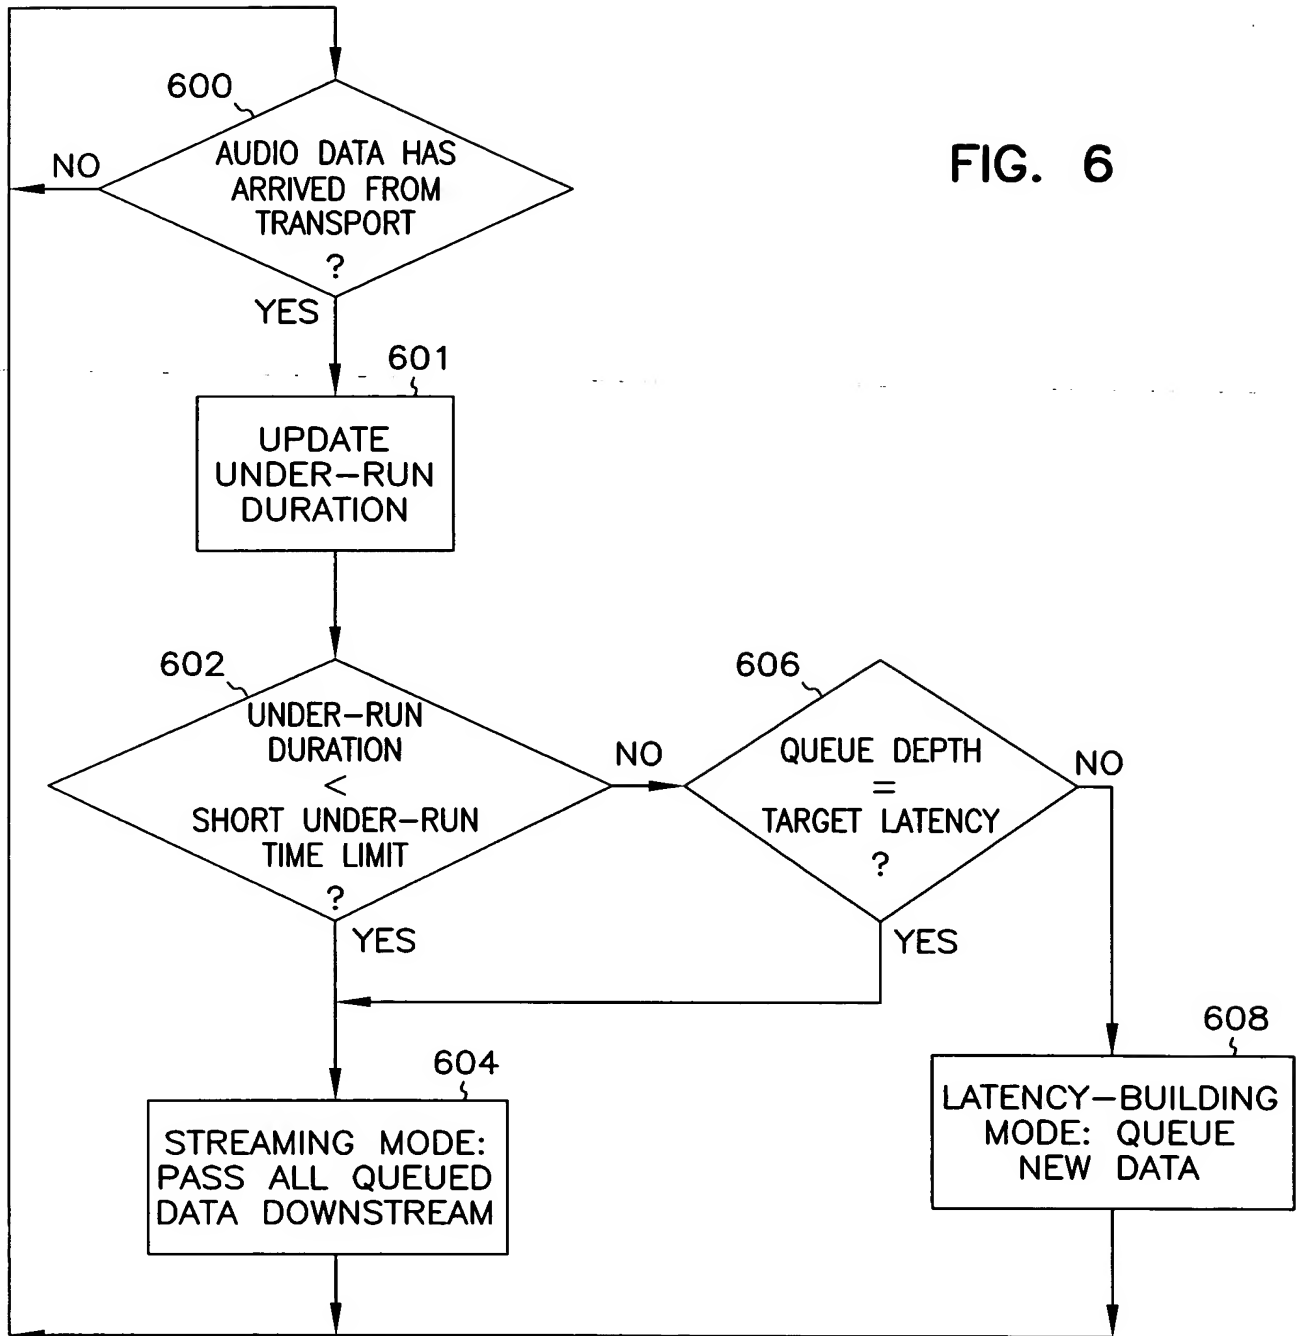 FIG. 6
600
AUDIO DATA HAS
ARRIVED FROM
TRANSPORT
?
NO
YES
601
UPDATE
UNDER-RUN
DURATION
602
UNDER-RUN
DURATION
<
SHORT UNDER-RUN
TIME LIMIT
?
NO
YES
606
QUEUE DEPTH
=
TARGET LATENCY
?
NO
YES
604
STREAMING MODE:
PASS ALL QUEUED
DATA DOWNSTREAM
608
LATENCY-BUILDING
MODE: QUEUE
NEW DATA